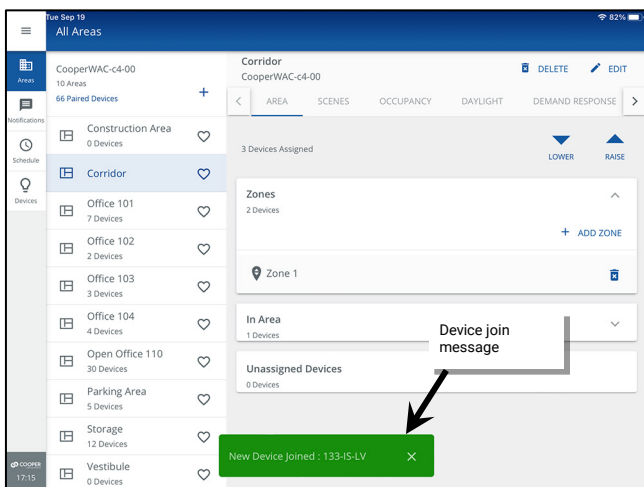 Tue Sep 19
82%
All Areas
Areas
Notifications
Schedule
Devices
COOPER
17:15
CooperWAC-c4-00
10 Areas
66 Paired Devices
+
Construction Area
0 Devices
Corridor
Office 101
7 Devices
Office 102
2 Devices
Office 103
3 Devices
Office 104
4 Devices
Open Office 110
30 Devices
Parking Area
5 Devices
Storage
12 Devices
Vestibule
0 Devices
Corridor
CooperWAC-c4-00
DELETE
EDIT
AREA SCENES OCCUPANCY DAYLIGHT DEMAND RESPONSE
3 Devices Assigned
LOWER
RAISE
Zones
2 Devices
+ ADD ZONE
Zone 1
In Area
1 Devices
Unassigned Devices
0 Devices
Device join
message
New Device Joined : 133-IS-LV